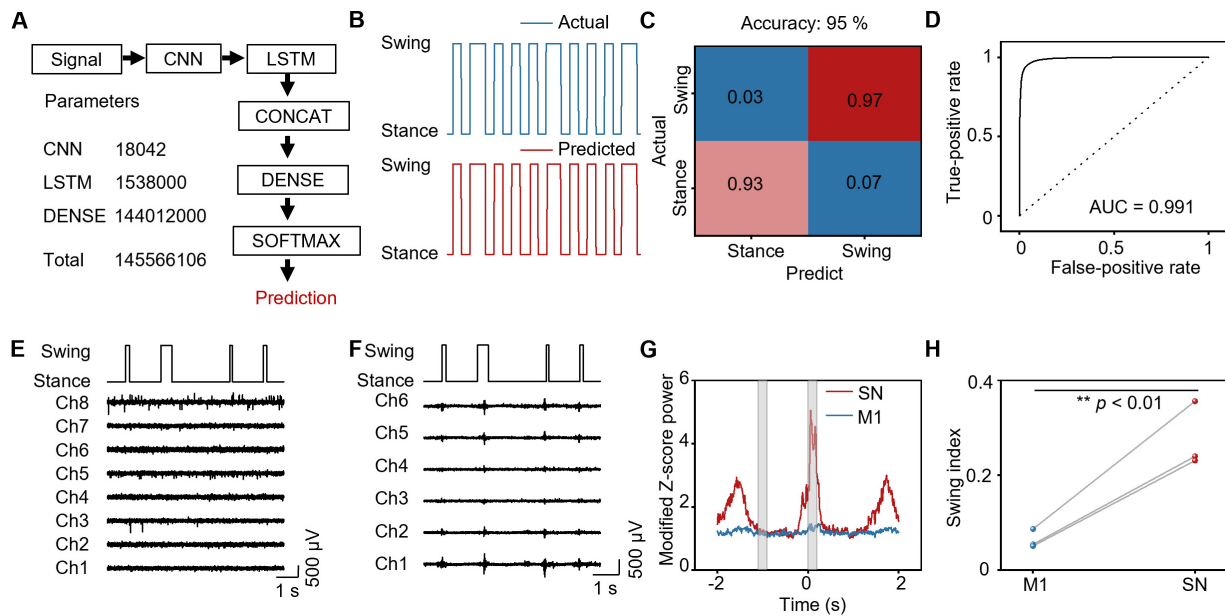 A
Signal
CNN
LSTM
CONCAT
DENSE
SOFTMAX
Prediction
Parameters
CNN 18042
LSTM 1538000
DENSE 144012000
Total 145566106
B
Actual
Swing
Stance
Predicted
Swing
Stance
C
Accuracy: 95 %
Actual
Swing
Stance
0.03 0.97
0.93 0.07
Stance Swing
Predict
D
True-positive rate
1
0.5
0
AUC = 0.991
0 0.5 1
False-positive rate
E
Swing
Stance
Ch8
Ch7
Ch6
Ch5
Ch4
Ch3
Ch2
Ch1
500 µV
1 s
F
Swing
Stance
Ch6
Ch5
Ch4
Ch3
Ch2
Ch1
500 µV
1 s
G
Modified Z-score power
6
4
2
0
SN
M1
-2 0 2
Time (s)
H
Swing index
0.4
0.2
0
** p < 0.01
M1 SN